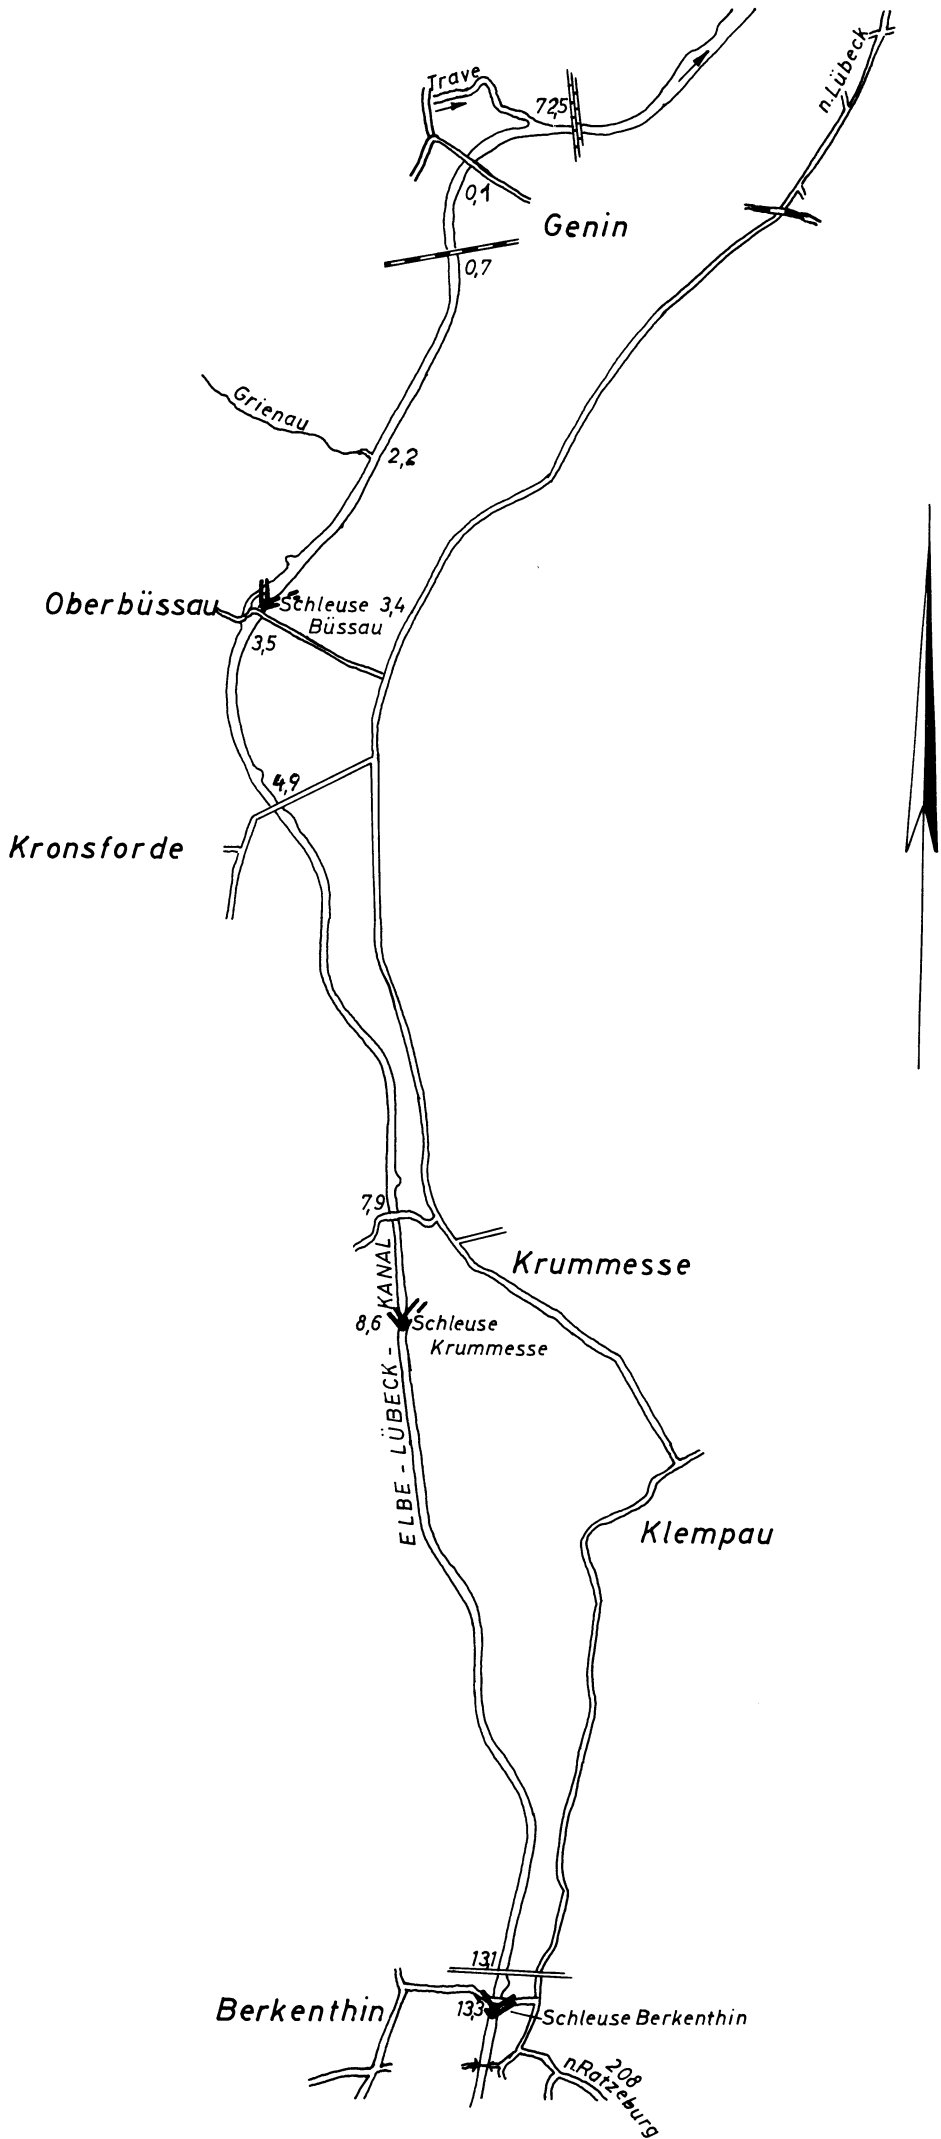 n. Lübeck
Trave
72,5
0,1
Genin
0,7
Grienau
2,2
Oberbüssau
Schleuse 3,4
Büssau
3,5
4,9
Kronsforde
7,9
Krummesse
8,6
Schleuse
Krummesse
ELBE - LÜBECK - KANAL
Klempau
13,1
Berkenthin
13,3
Schleuse Berkenthin
208
n.Ratzeburg